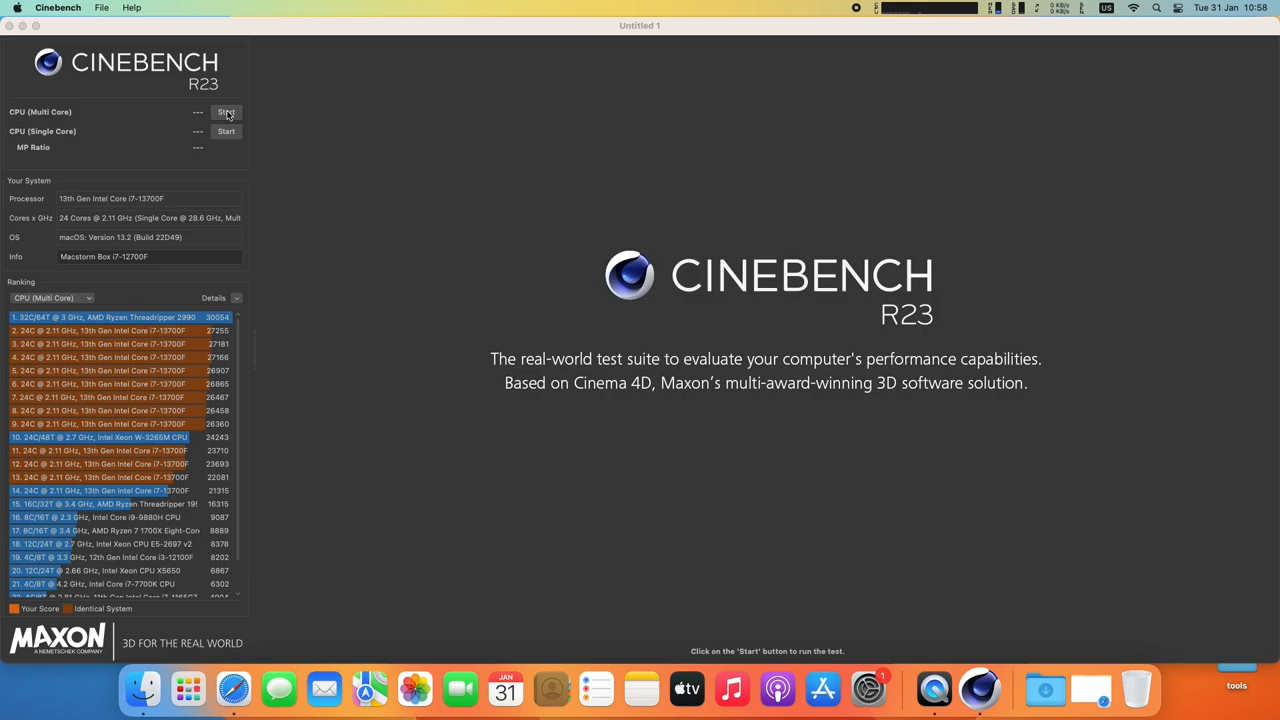 Cinebench File Help US 0 KB/s 0 KB/s Tue 31 Jan 10:58
Untitled 1
CINEBENCH
R23
CPU (Multi Core) --- Start
CPU (Single Core) --- Start
MP Ratio ---
Your System
Processor 13th Gen Intel Core i7-13700F
Cores x GHz 24 Cores @ 2.11 GHz (Single Core @ 28.6 GHz, Mult
OS macOS: Version 13.2 (Build 22D49)
Info Macstorm Box i7-12700F
Ranking
CPU (Multi Core) Details
1. 32C/64T @ 3 GHz, AMD Ryzen Threadripper 2990 30054
2. 24C @ 2.11 GHz, 13th Gen Intel Core i7-13700F 27255
3. 24C @ 2.11 GHz, 13th Gen Intel Core i7-13700F 27181
4. 24C @ 2.11 GHz, 13th Gen Intel Core i7-13700F 27166
5. 24C @ 2.11 GHz, 13th Gen Intel Core i7-13700F 26907
6. 24C @ 2.11 GHz, 13th Gen Intel Core i7-13700F 26865
7. 24C @ 2.11 GHz, 13th Gen Intel Core i7-13700F 26467
8. 24C @ 2.11 GHz, 13th Gen Intel Core i7-13700F 26458
9. 24C @ 2.11 GHz, 13th Gen Intel Core i7-13700F 26360
10. 24C/48T @ 2.7 GHz, Intel Xeon W-3265M CPU 24243
11. 24C @ 2.11 GHz, 13th Gen Intel Core i7-13700F 23710
12. 24C @ 2.11 GHz, 13th Gen Intel Core i7-13700F 23693
13. 24C @ 2.11 GHz, 13th Gen Intel Core i7-13700F 22081
14. 24C @ 2.11 GHz, 13th Gen Intel Core i7-13700F 21315
15. 16C/32T @ 3.4 GHz, AMD Ryzen Threadripper 195 16315
16. 8C/16T @ 2.3 GHz, Intel Core i9-9880H CPU 9087
17. 8C/16T @ 3.4 GHz, AMD Ryzen 7 1700X Eight-Core 8889
18. 12C/24T @ 2.7 GHz, Intel Xeon CPU E5-2697 v2 8378
19. 4C/8T @ 3.3 GHz, 12th Gen Intel Core i3-12100F 8202
20. 12C/24T @ 2.66 GHz, Intel Xeon CPU X5650 6867
21. 4C/8T @ 4.2 GHz, Intel Core i7-7700K CPU 6302
Your Score Identical System
MAXON
A NEMETSCHEK COMPANY
3D FOR THE REAL WORLD
CINEBENCH
R23
The real-world test suite to evaluate your computer's performance capabilities.
Based on Cinema 4D, Maxon's multi-award-winning 3D software solution.
Click on the 'Start' button to run the test.
JAN
31
tv
1
tools